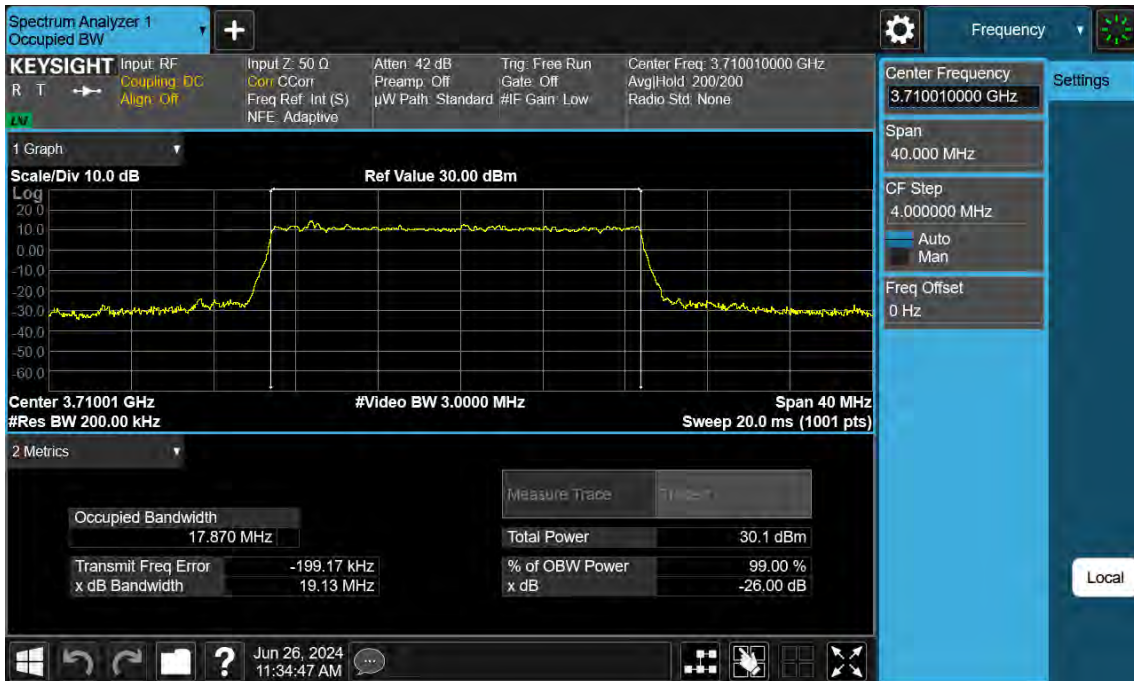 Spectrum Analyzer 1
Occupied BW
+
Frequency
KEYSIGHT
R T
LXI
Input: RF
Coupling: DC
Align: Off
Input Z: 50 Ω
Corr CCorr
Freq Ref: Int (S)
NFE: Adaptive
Atten: 42 dB
Preamp: Off
µW Path: Standard
Trig: Free Run
Gate: Off
#IF Gain: Low
Center Freq: 3.710010000 GHz
Avg|Hold: 200/200
Radio Std: None
1 Graph
Scale/Div 10.0 dB
Ref Value 30.00 dBm
Log
20.0
10.0
0.00
-10.0
-20.0
-30.0
-40.0
-50.0
-60.0
Center 3.71001 GHz
#Video BW 3.0000 MHz
Span 40 MHz
#Res BW 200.00 kHz
Sweep 20.0 ms (1001 pts)
2 Metrics
Measure Trace
Trace 1
Occupied Bandwidth
17.870 MHz
Total Power 30.1 dBm
Transmit Freq Error -199.17 kHz
% of OBW Power 99.00 %
x dB Bandwidth 19.13 MHz
x dB -26.00 dB
Center Frequency
3.710010000 GHz
Settings
Span
40.000 MHz
CF Step
4.000000 MHz
Auto
Man
Freq Offset
0 Hz
Local
?
Jun 26, 2024
11:34:47 AM